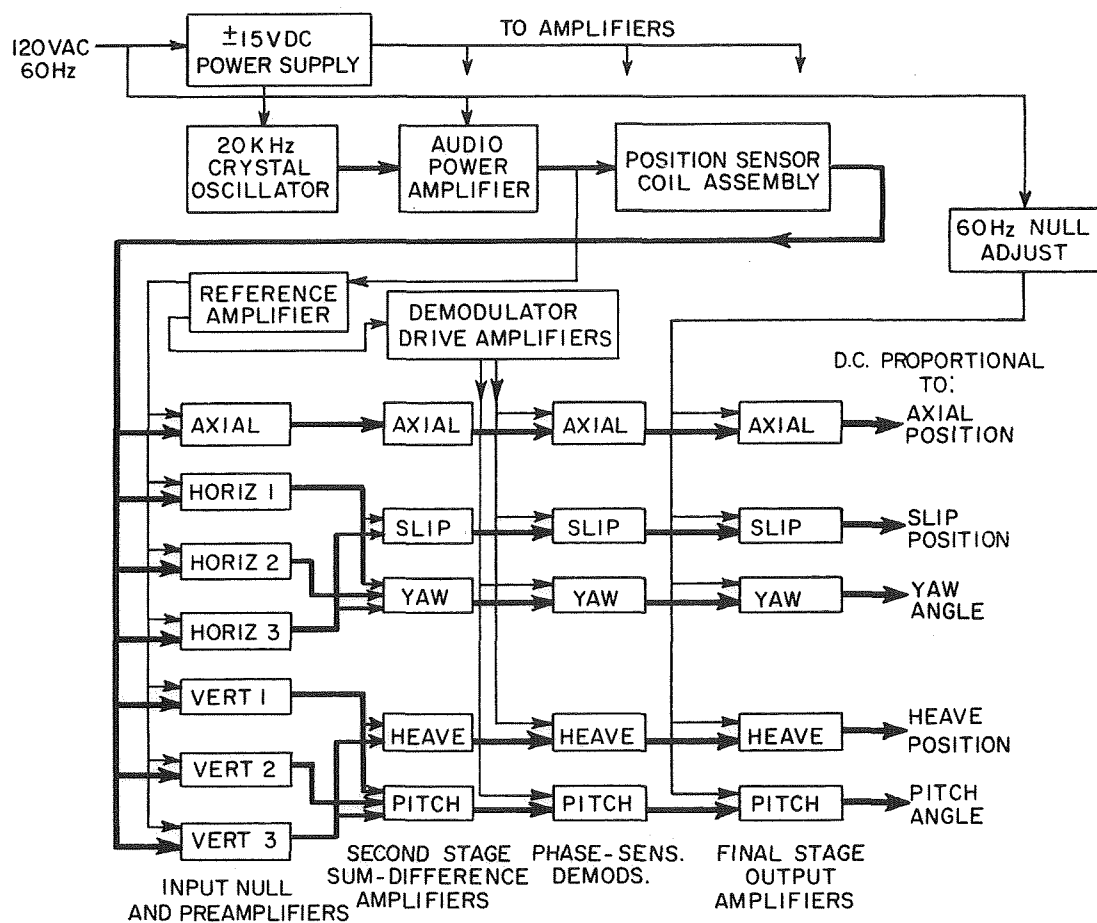 120VAC
60Hz
±15VDC
POWER SUPPLY
TO AMPLIFIERS
20KHz
CRYSTAL
OSCILLATOR
AUDIO
POWER
AMPLIFIER
POSITION SENSOR
COIL ASSEMBLY
60Hz NULL
ADJUST
REFERENCE
AMPLIFIER
DEMODULATOR
DRIVE AMPLIFIERS
D.C. PROPORTIONAL
TO:
AXIAL
AXIAL
AXIAL
AXIAL
AXIAL
POSITION
HORIZ 1
HORIZ 2
HORIZ 3
SLIP
SLIP
SLIP
SLIP
POSITION
YAW
YAW
YAW
YAW
ANGLE
VERT 1
VERT 2
VERT 3
HEAVE
HEAVE
HEAVE
HEAVE
POSITION
PITCH
PITCH
PITCH
PITCH
ANGLE
INPUT NULL
AND PREAMPLIFIERS
SECOND STAGE
SUM-DIFFERENCE
AMPLIFIERS
PHASE-SENS.
DEMODS.
FINAL STAGE
OUTPUT
AMPLIFIERS